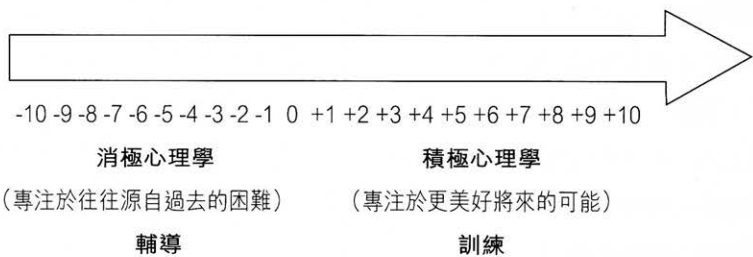 -10 -9 -8 -7 -6 -5 -4 -3 -2 -1 0 +1 +2 +3 +4 +5 +6 +7 +8 +9 +10
消極心理學 積極心理學
（專注於往往源自過去的困難） （專注於更美好將來的可能）
輔導 訓練